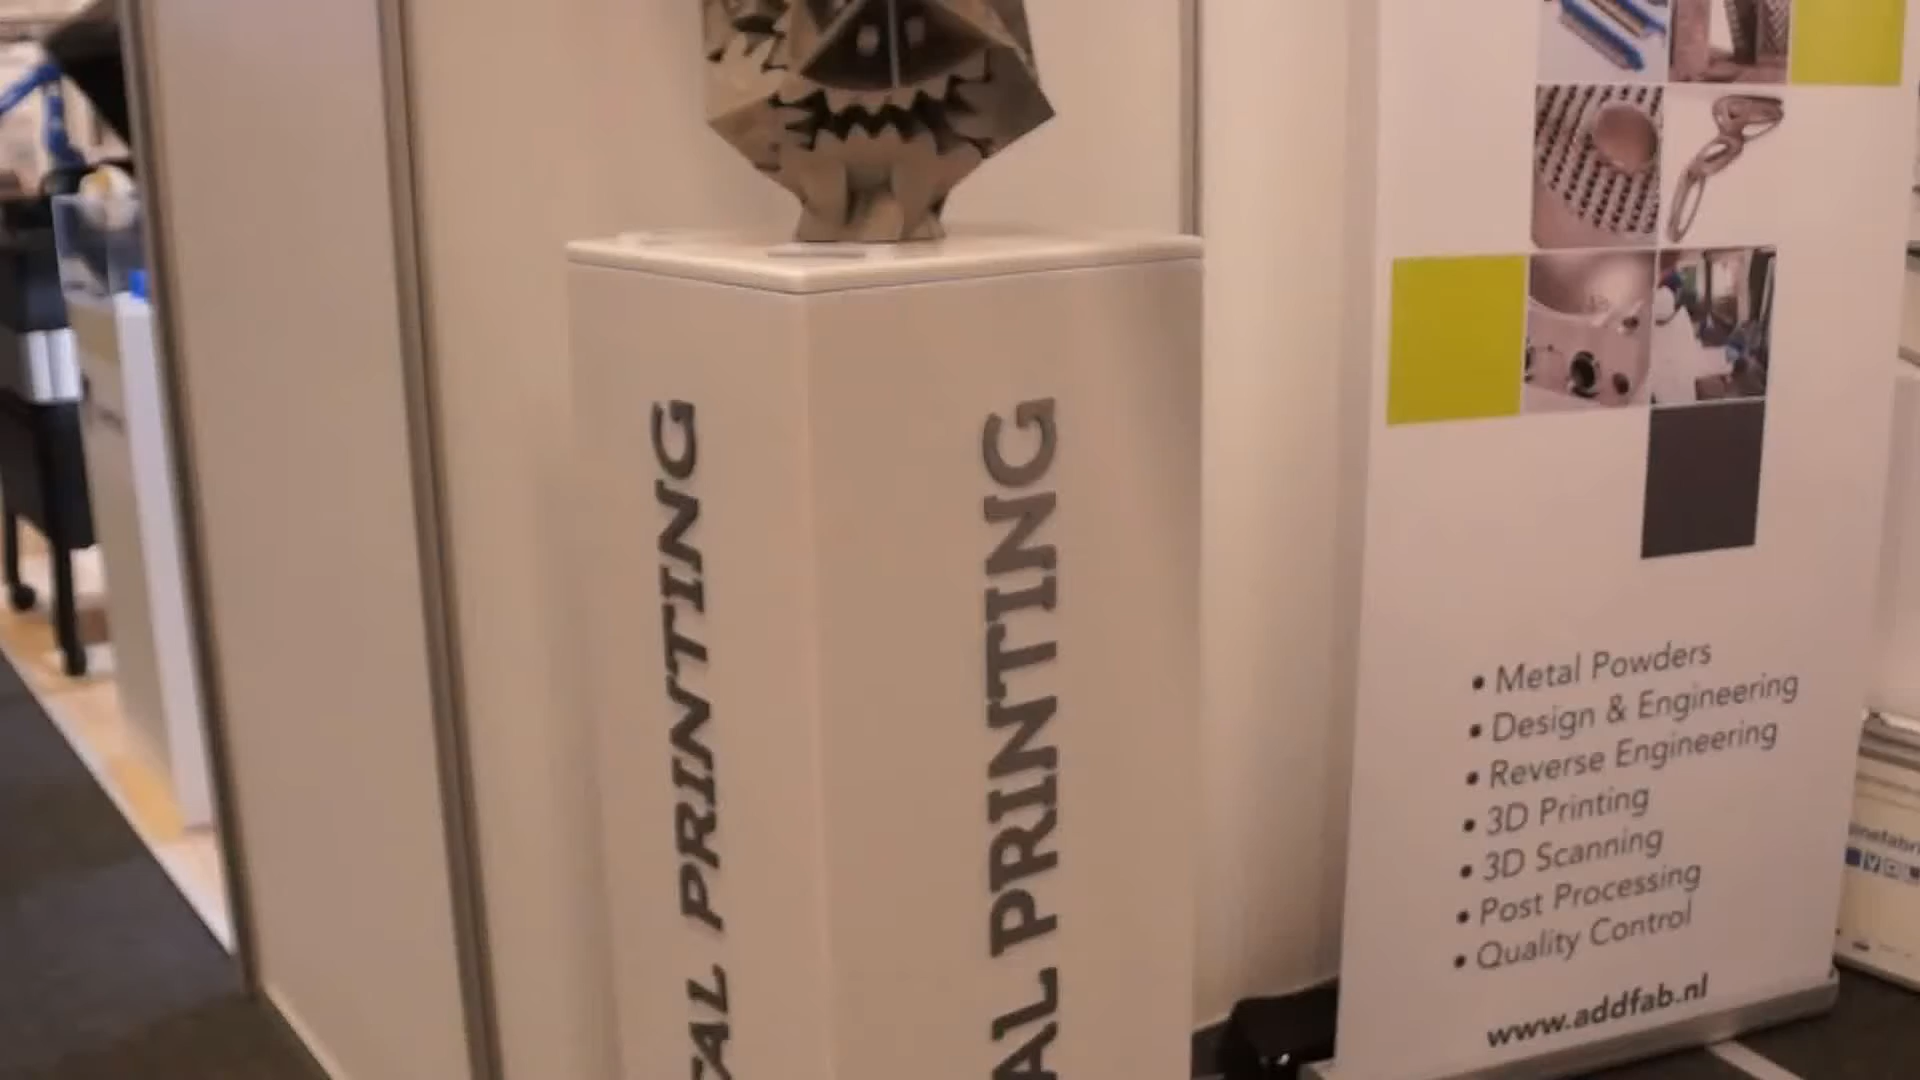 TAL PRINTING
AL PRINTING
• Metal Powders
• Design & Engineering
• Reverse Engineering
• 3D Printing
• 3D Scanning
• Post Processing
• Quality Control
www.addfab.nl